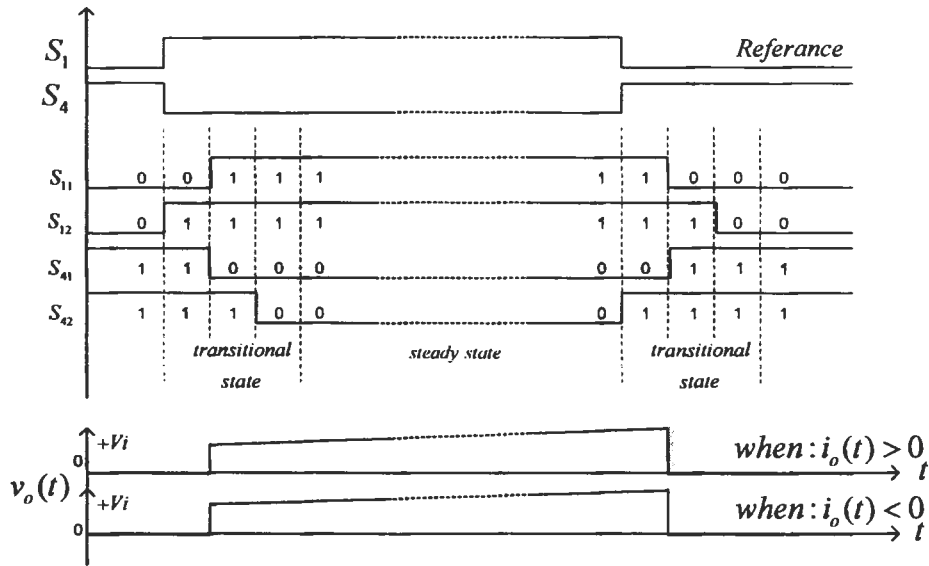 S₁ Referance
S₄
S₁₁ 0 0 1 1 1 1 1 0 0 0
S₁₂ 0 1 1 1 1 1 1 1 0 0
S₄₁ 1 1 0 0 0 0 0 1 1 1
S₄₂ 1 1 1 0 0 0 1 1 1 1
transitional state
steady state
transitional state
+Vi
0
when: iₒ(t) > 0
t
vₒ(t)
+Vi
0
when: iₒ(t) < 0
t